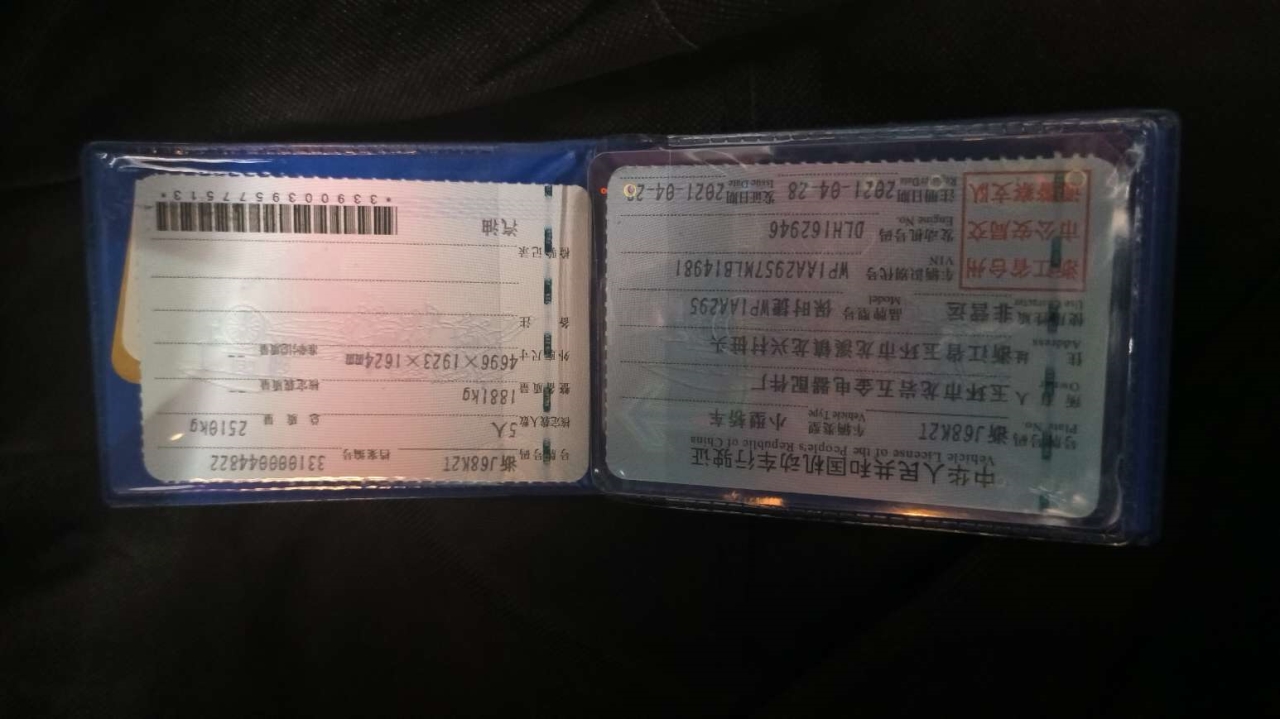 中华人民共和国机动车行驶证
Vehicle License of the People's Republic of China
号牌号码 浙J68K2T 车辆类型 小型轿车
Plate No. Vehicle Type
所有人 玉环市龙岩五金电器配件厂
Owner
住址 浙江省玉环市龙溪镇龙兴村桩头
Address
使用性质 非营运 品牌型号 保时捷WP1AA295
Use Character Model
浙江省台州
市公安局交
通警察支队
车辆识别代号 WP1AA2957MLB14981
VIN
发动机号码 DLH162946
Engine No.
注册日期 2021-04-28 发证日期 2021-04-28
Register Date Issue Date
号牌号码 浙J68K2T 档案编号 331000044822
核定载人数 5人 总质量 2510kg
整备质量 1881kg 核定载质量 --
外廓尺寸 4696×1923×1624mm 准牵引总质量 --
备注
检验记录
汽油
*3390039577513*